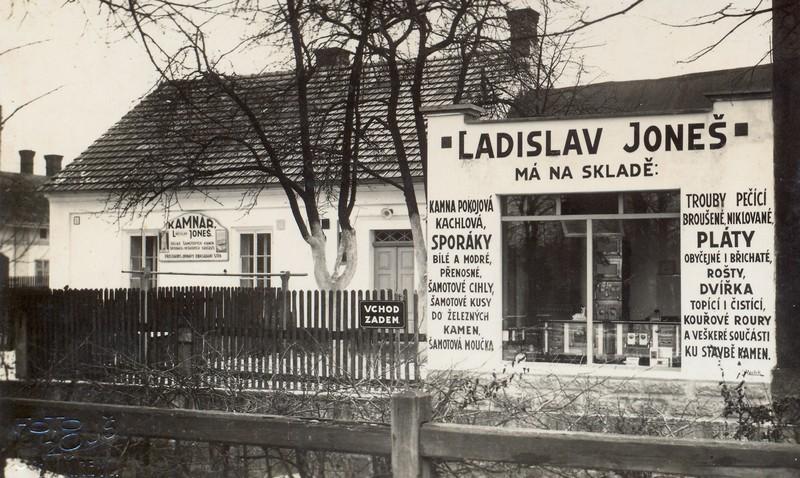 LADISLAV JONEŠ
MÁ NA SKLADĚ:
KAMNA POKOJOVÁ
KACHLOVÁ,
SPORÁKY
BÍLÉ A MODRÉ,
PŘENOSNÉ,
ŠAMOTOVÉ CIHLY,
ŠAMOTOVÉ KUSY
DO ŽELEZNÝCH
KAMEN,
ŠAMOTOVÁ MOUČKA
TROUBY PEČÍCÍ
BROUŠENÉ, NIKLOVANÉ,
PLÁTY
OBYČEJNÉ I BŘICHATÉ,
ROŠTY,
DVÍŘKA
TOPÍCÍ I ČISTÍCÍ,
KOUŘOVÉ ROURY
A VEŠKERÉ SOUČÁSTI
KU STAVBĚ KAMEN.
KAMNÁŘ
LADISLAV JONEŠ.
VCHOD
ZADEM.
FOTO